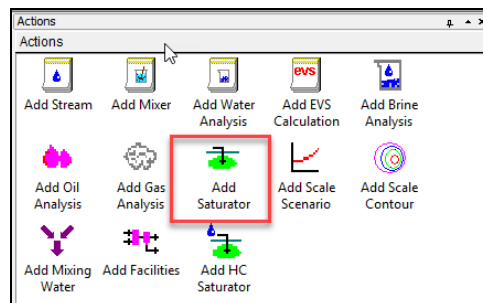 Actions
Actions
evs
Add Stream Add Mixer Add Water Analysis Add EVS Calculation Add Brine Analysis
Add Oil Analysis Add Gas Analysis Add Saturator Add Scale Scenario Add Scale Contour
Add Mixing Water Add Facilities Add HC Saturator